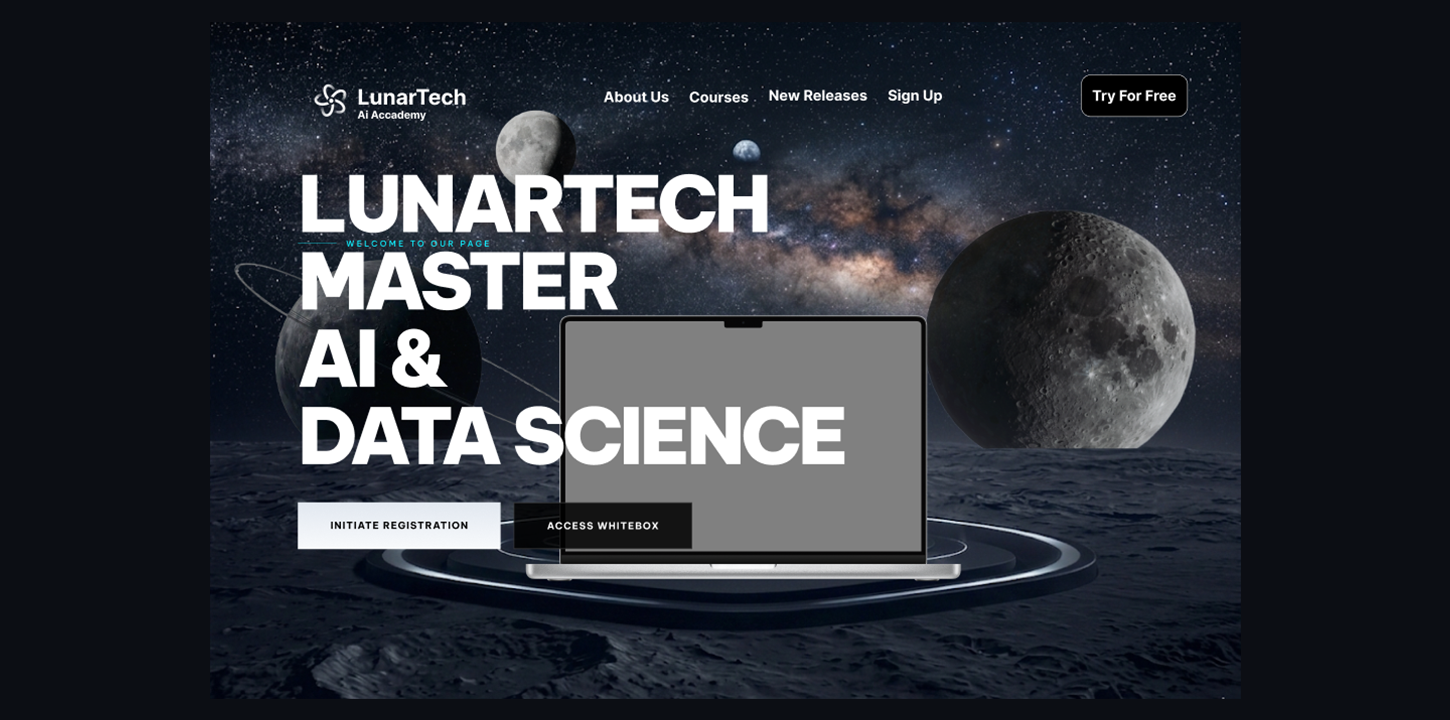 LunarTech
Ai Accademy
About Us
Courses
New Releases
Sign Up
Try For Free
LUNARTECH
WELCOME TO OUR PAGE
MASTER
AI &
DATA SCIENCE
INITIATE REGISTRATION
ACCESS WHITEBOX